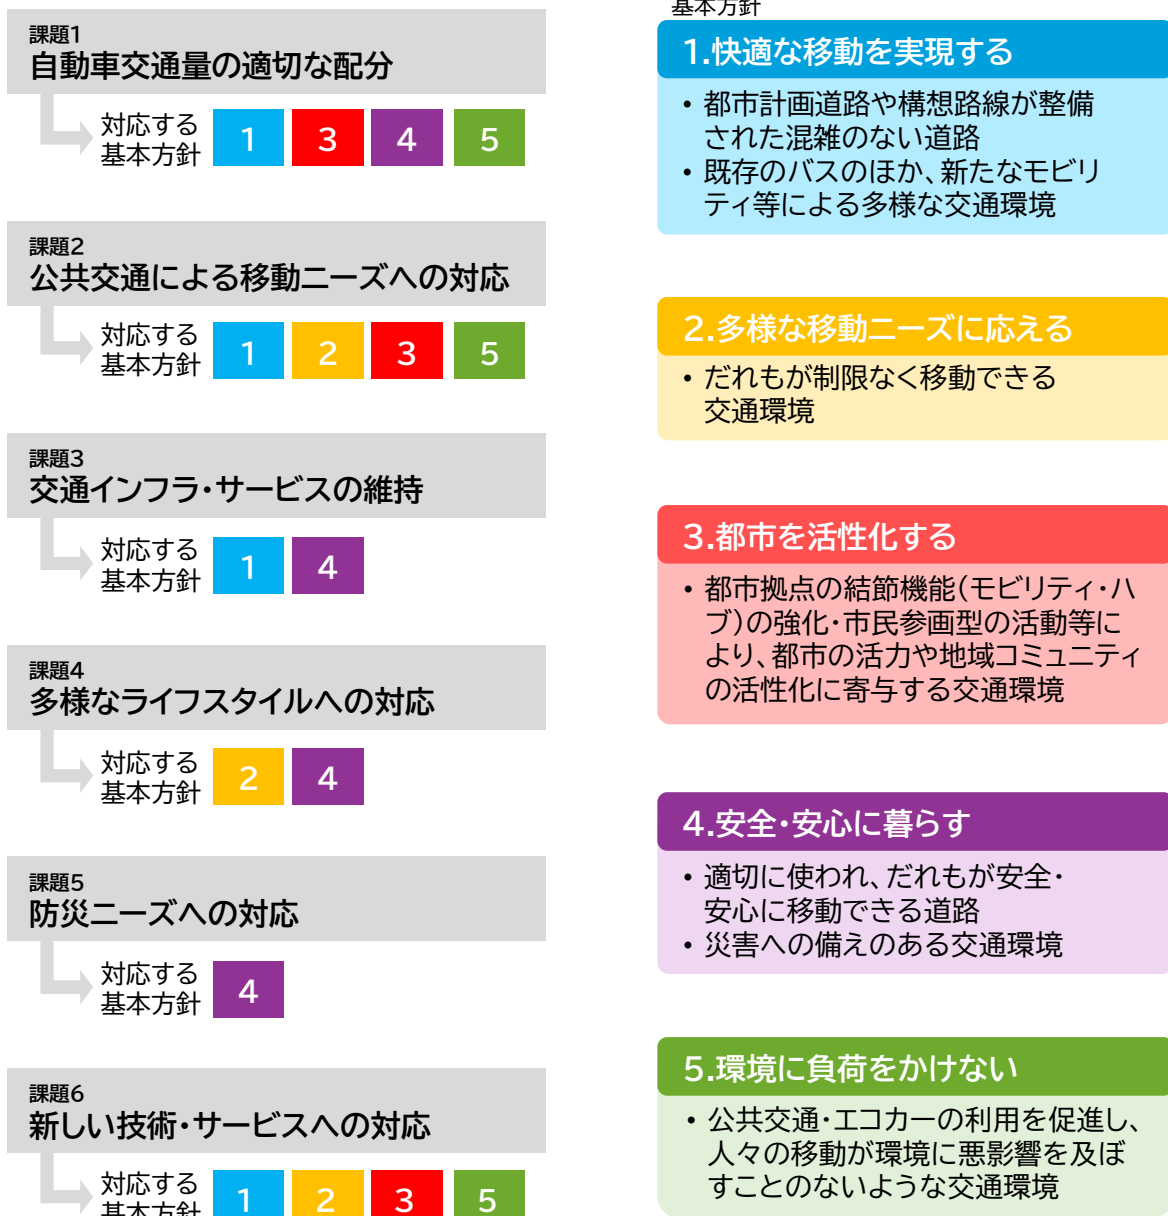 課題1
自動車交通量の適切な配分
対応する
基本方針
1 3 4 5
課題2
公共交通による移動ニーズへの対応
対応する
基本方針
1 2 3 5
課題3
交通インフラ・サービスの維持
対応する
基本方針
1 4
課題4
多様なライフスタイルへの対応
対応する
基本方針
2 4
課題5
防災ニーズへの対応
対応する
基本方針
4
課題6
新しい技術・サービスへの対応
対応する
基本方針
1 2 3 5
基本方針
1.快適な移動を実現する
• 都市計画道路や構想路線が整備
された混雑のない道路
• 既存のバスのほか、新たなモビリ
ティ等による多様な交通環境
2.多様な移動ニーズに応える
• だれもが制限なく移動できる
交通環境
3.都市を活性化する
• 都市拠点の結節機能(モビリティ・ハ
ブ)の強化・市民参画型の活動等に
より、都市の活力や地域コミュニティ
の活性化に寄与する交通環境
4.安全・安心に暮らす
• 適切に使われ、だれもが安全・
安心に移動できる道路
• 災害への備えのある交通環境
5.環境に負荷をかけない
• 公共交通・エコカーの利用を促進し、
人々の移動が環境に悪影響を及ぼ
すことのないような交通環境